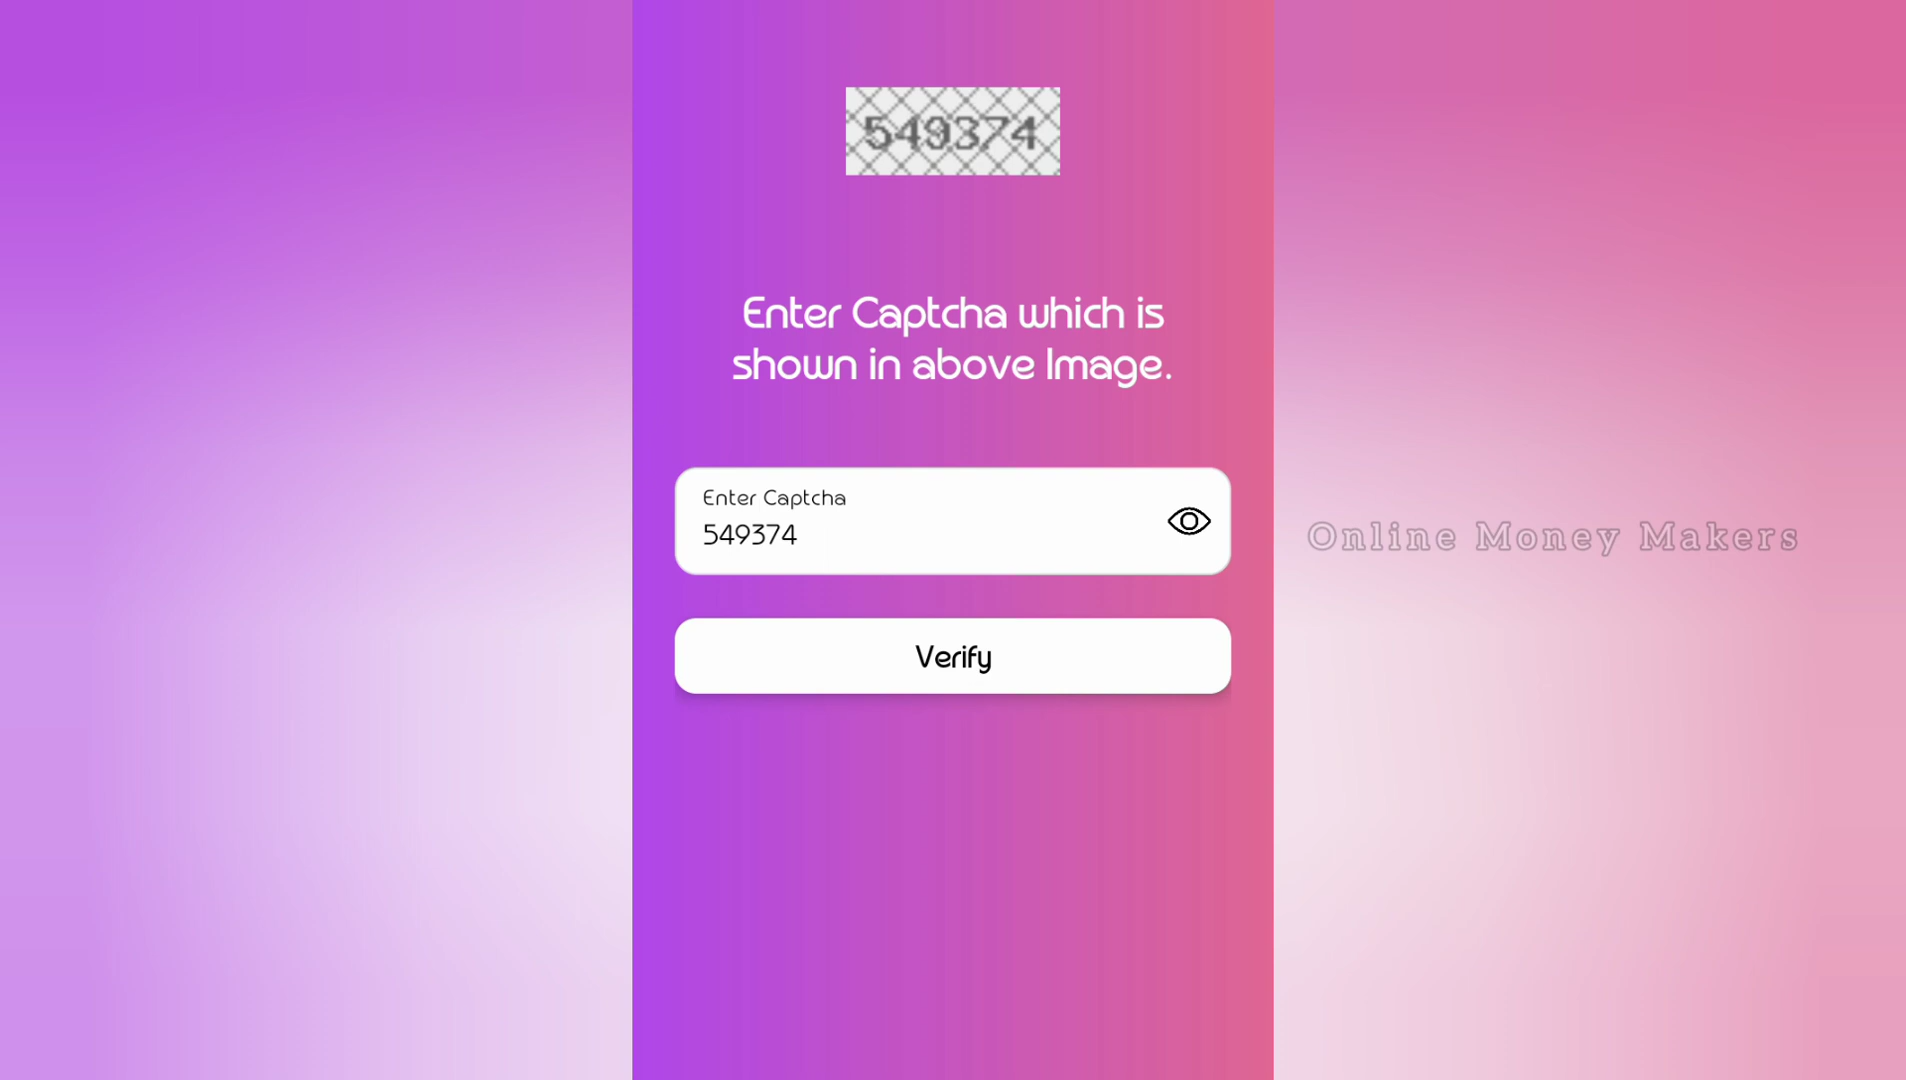 549374
Enter Captcha which is
shown in above Image.
Enter Captcha
549374
Online Money Makers
Verify